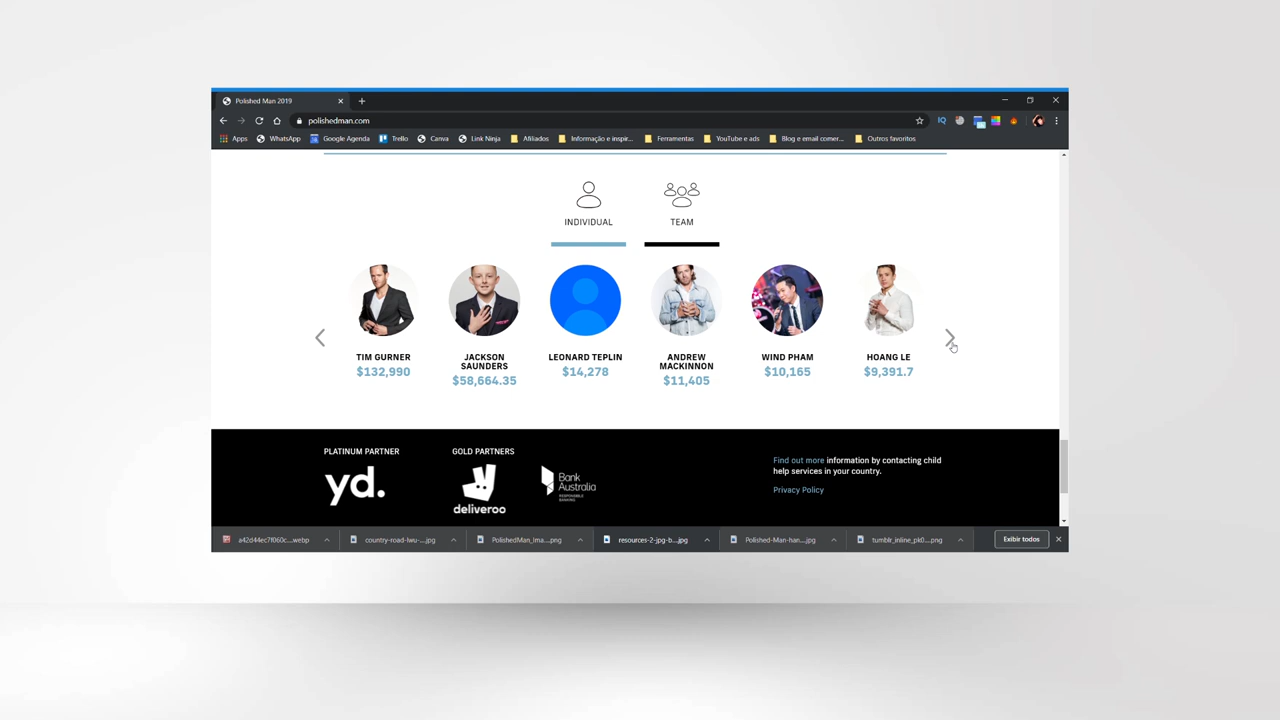 Polished Man 2019
polishedman.com
Apps WhatsApp Google Agenda Trello Canva Link Ninja Afiliados Informação e inspir... Ferramentas YouTube e ads Blog e email comer... Outros favoritos
INDIVIDUAL TEAM
TIM GURNER
$132,990
JACKSON
SAUNDERS
$58,664.35
LEONARD TEPLIN
$14,278
ANDREW
MACKINNON
$11,405
WIND PHAM
$10,165
HOANG LE
$9,391.7
PLATINUM PARTNER
yd.
GOLD PARTNERS
deliveroo
Bank
Australia
RESPONSIBLE
BANKING
Find out more information by contacting child
help services in your country.
Privacy Policy
a42d44ec7f060c....webp country-road-lwu-...jpg PolishedMan_Ima....png resources-2-jpg-b....jpg Polished-Man-han....jpg tumblr_inline_pk0....png Exibir todos